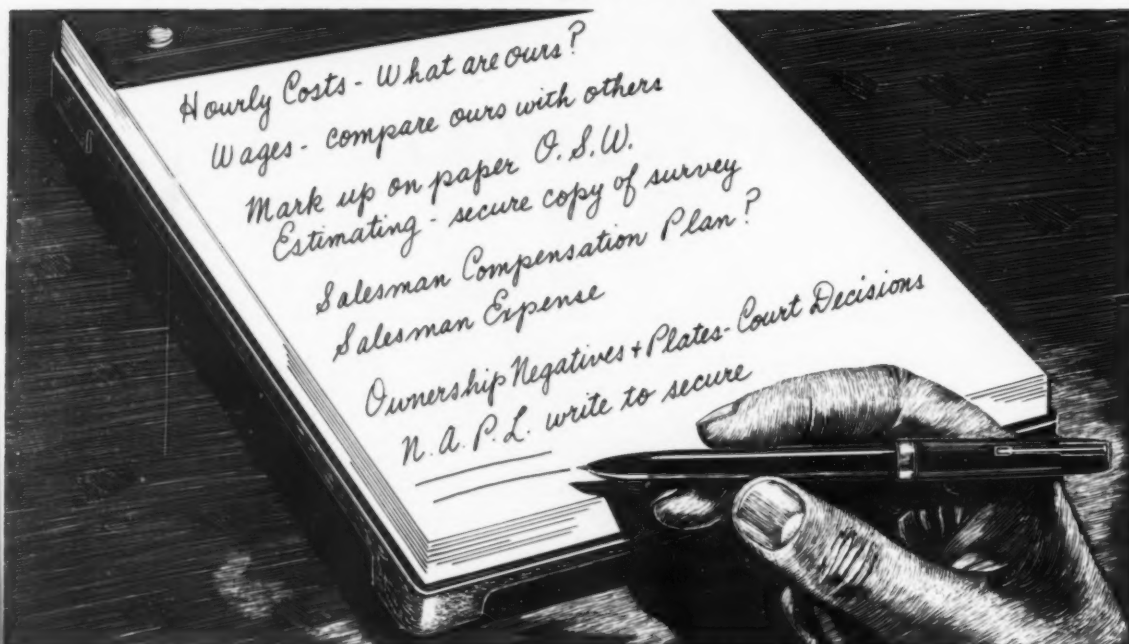 Hourly Costs - What are ours?
Wages - compare ours with others
Mark up on paper O.S.W.
Estimating - secure copy of survey
Salesman Compensation Plan?
Salesman Expense
Ownership Negatives + Plates - Court Decisions
N.A.P.L. write to secure